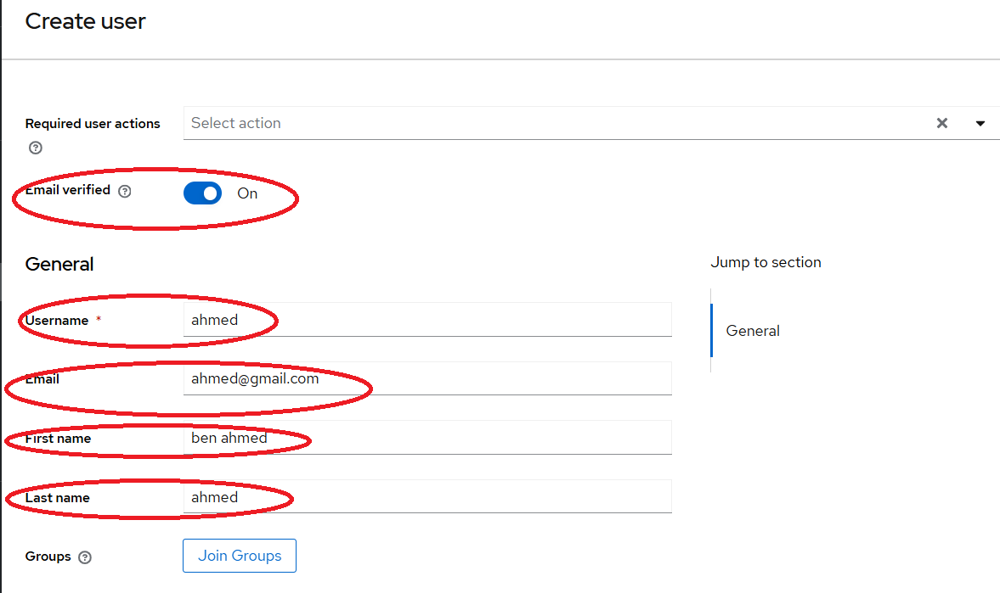 Create user
Required user actions Select action
Email verified On
General
Jump to section
Username * ahmed
General
Email ahmed@gmail.com
First name ben ahmed
Last name ahmed
Groups Join Groups